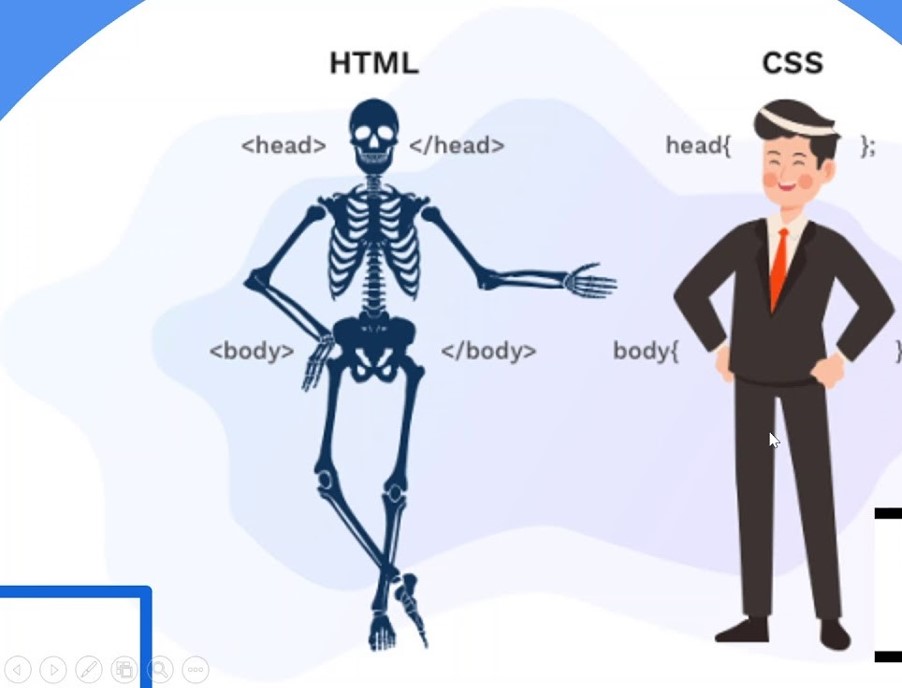 HTML
CSS
<head> </head>
head{ };
<body> </body>
body{ }